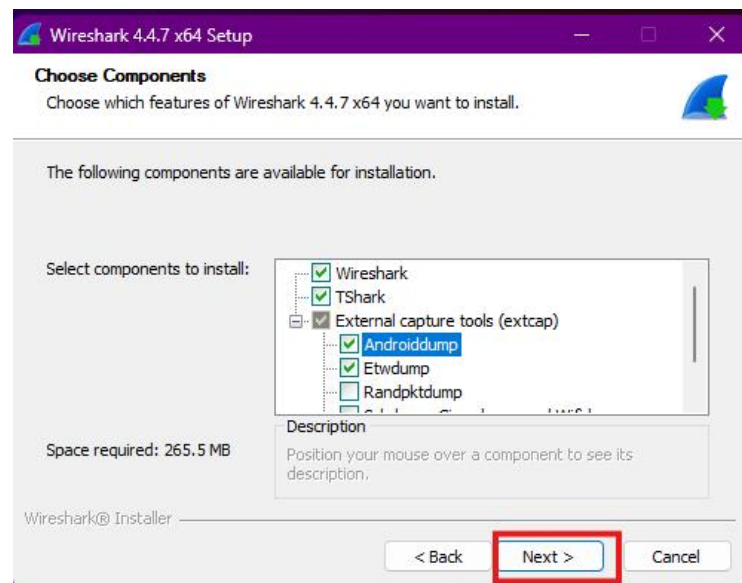 Wireshark 4.4.7 x64 Setup
Choose Components
Choose which features of Wireshark 4.4.7 x64 you want to install.
The following components are available for installation.
Select components to install:
Wireshark
TShark
External capture tools (extcap)
Androiddump
Etwdump
Randpktdump
Space required: 265.5 MB
Description
Position your mouse over a component to see its
description.
Wireshark® Installer
< Back
Next >
Cancel